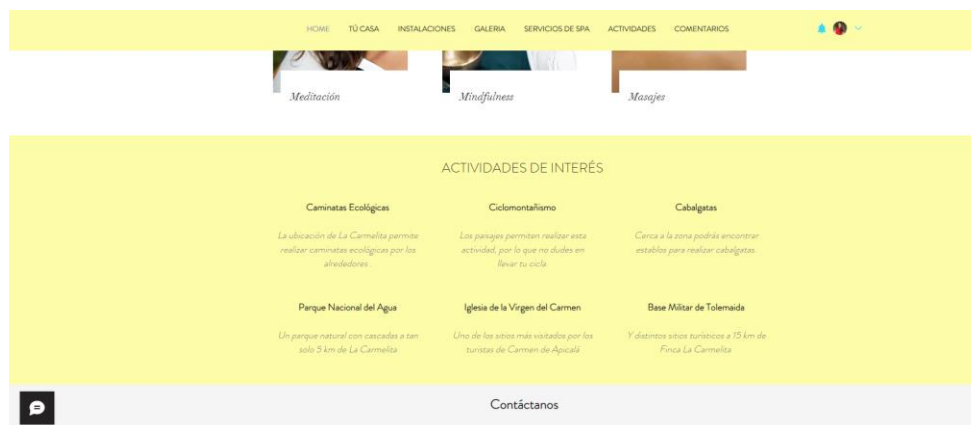 HOME TÚ CASA INSTALACIONES GALERIA SERVICIOS DE SPA ACTIVIDADES COMENTARIOS
Meditación
Mindfulness
Masajes
ACTIVIDADES DE INTERÉS
Caminatas Ecológicas
La ubicación de La Carmelita permite
realizar caminatas ecológicas por los
alrededores .
Ciclomontañismo
Los paisajes permiten realizar esta
actividad, por lo que no dudes en
llevar tu cicla.
Cabalgatas
Cerca a la zona podrás encontrar
establos para realizar cabalgatas.
Parque Nacional del Agua
Un parque natural con cascadas a tan
solo 5 km de La Carmelita
Iglesia de la Virgen del Carmen
Uno de los sitios más visitados por los
turistas de Carmen de Apicalá
Base Militar de Tolemaida
Y distintos sitios turísticos a 15 km de
Finca La Carmelita
Contáctanos